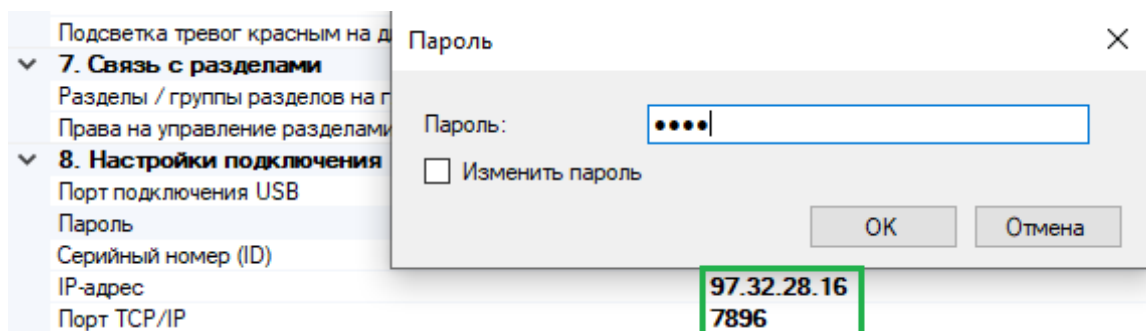 Подсветка тревог красным на
7. Связь с разделами
Разделы / группы разделов на
Права на управление разделами
8. Настройки подключения
Порт подключения USB
Пароль
Серийный номер (ID)
IP-адрес
97.32.28.16
Порт TCP/IP
7896
Пароль
Пароль:
Изменить пароль
OK
Отмена